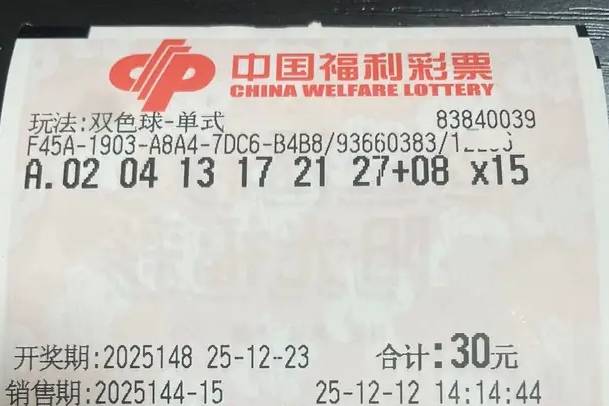 中国福利彩票
CHINA WELFARE LOTTERY
玩法:双色球-单式 83840039
F45A-1903-A8A4-7DC6-B4B8/93660383/
A.02 04 13 17 21 27+08 x15
开奖期:2025148 25-12-23 合计:30元
销售期:2025144-15 25-12-12 14:14:44